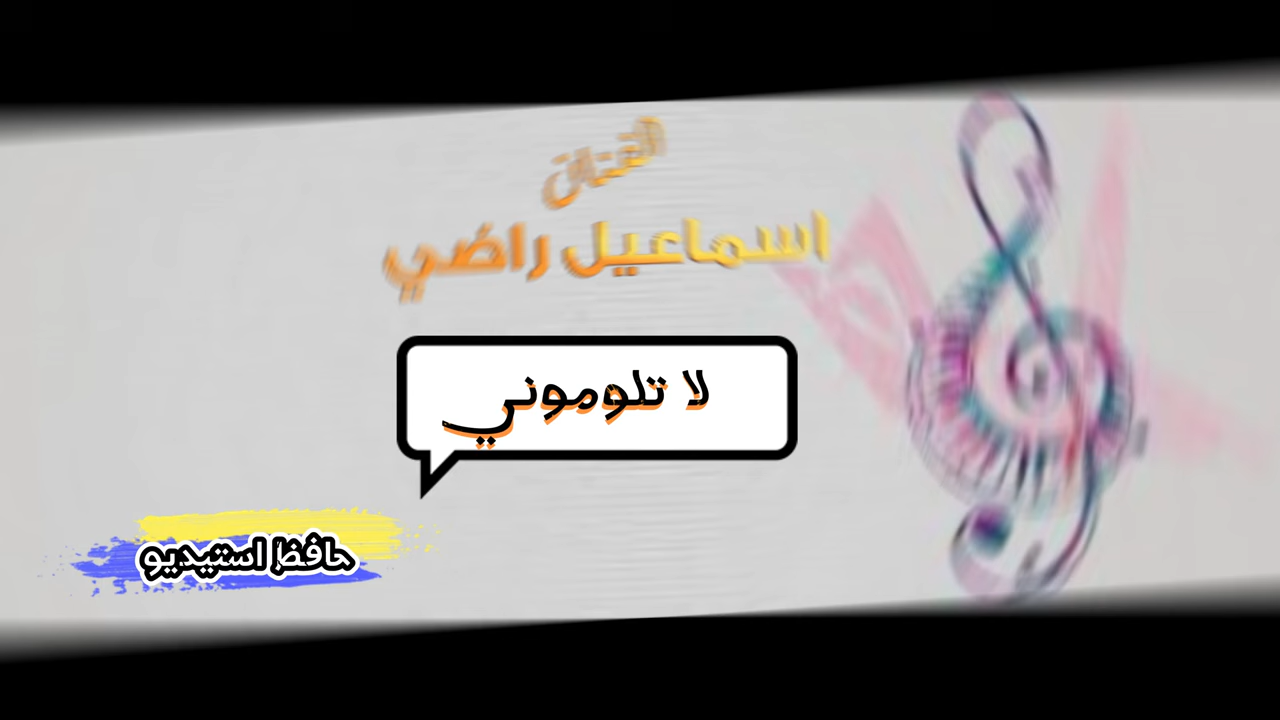 الفنان
اسماعيل راضي
لا تلوموني
حافظ استيديو